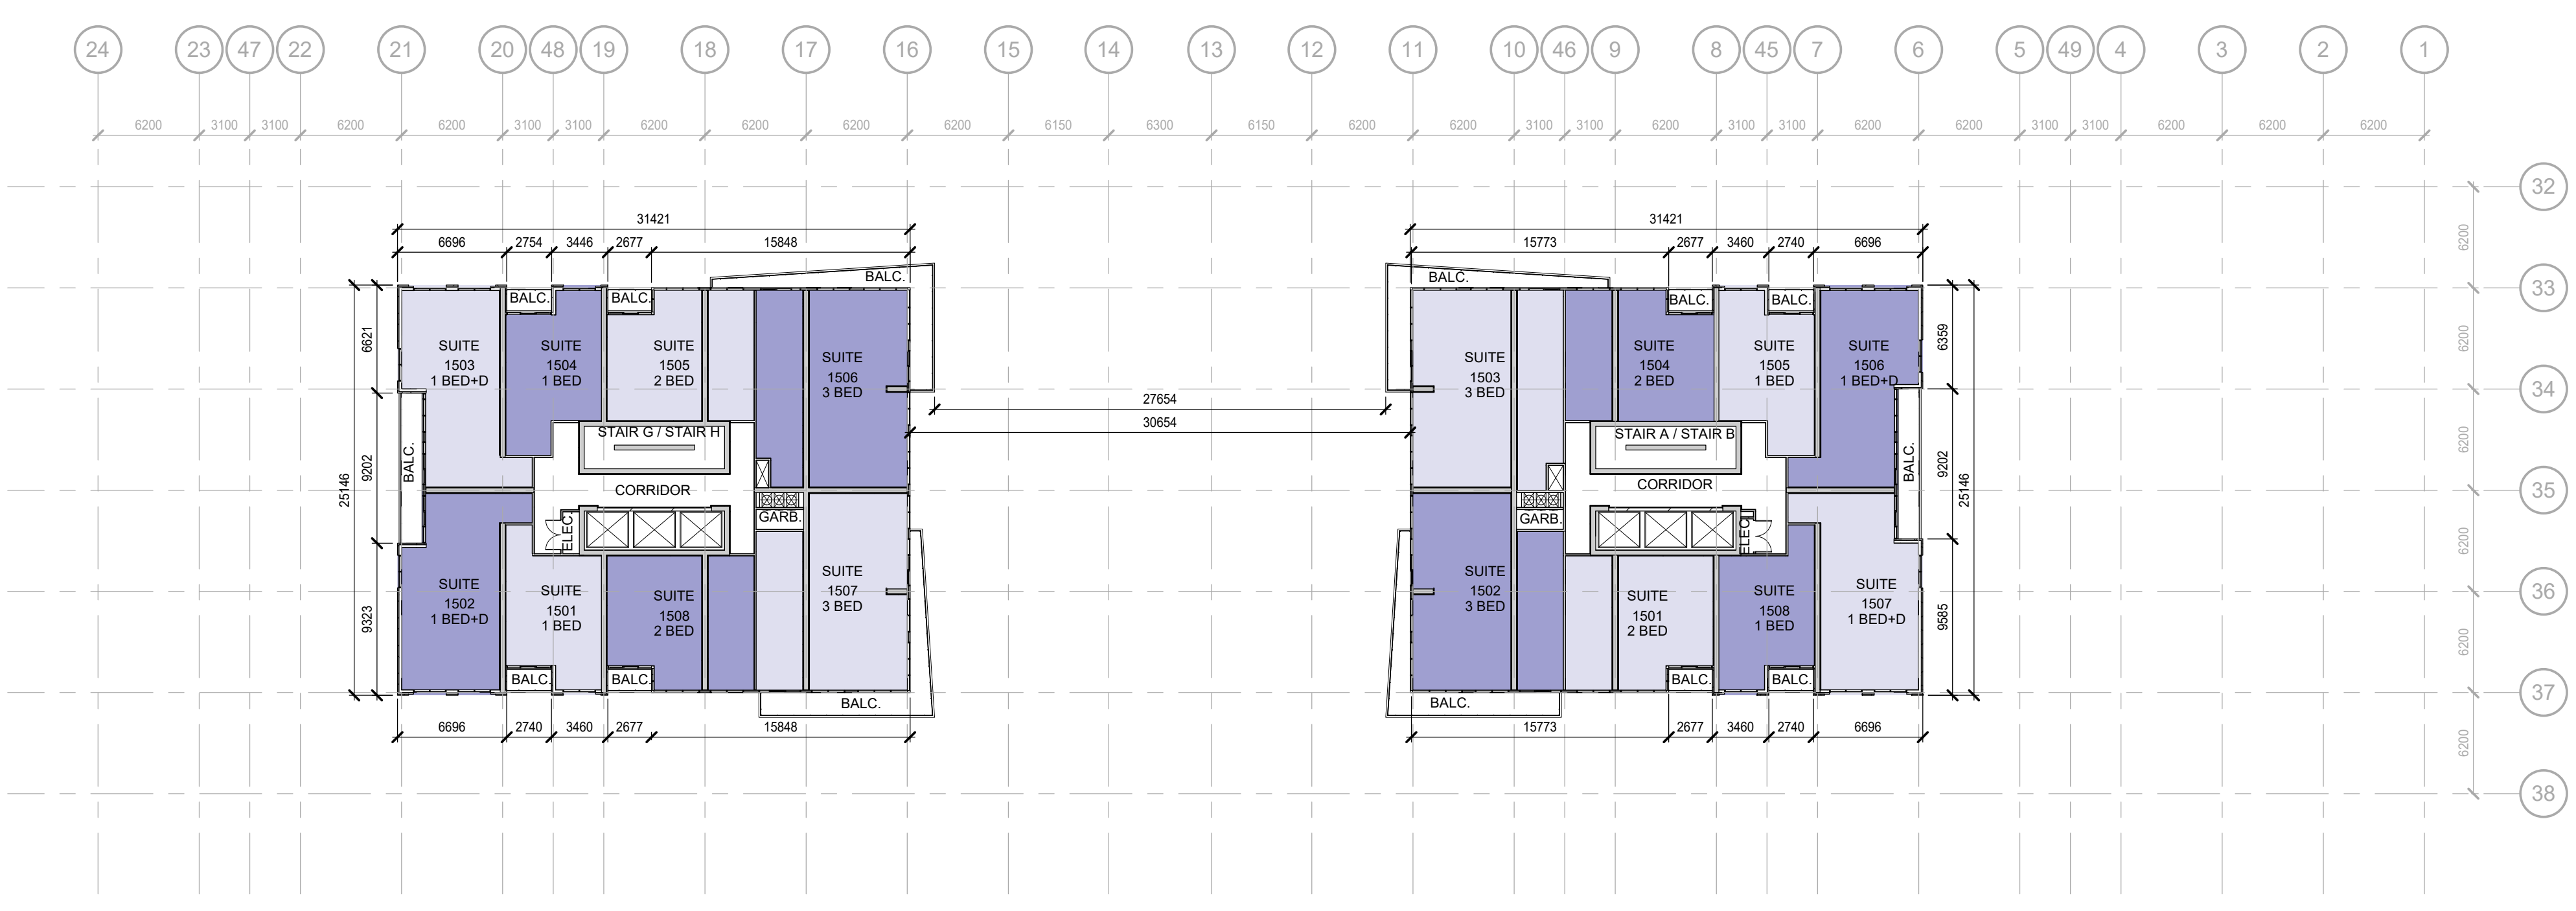 24 23 47 22 21 20 48 19 18 17 16 15 14 13 12 11 10 46 9 8 45 7 6 5 49 4 3 2 1
6200 3100 3100 6200 6200 3100 3100 6200 6200 6200 6200 6150 6300 6150 6200 6200 3100 3100 6200 3100 3100 6200 6200 3100 3100 6200 6200 6200
32
33
34
35
36
37
38
6200
6200
6200
6200
6200
6200
31421
6696 2754 3446 2677 15848
BALC.
BALC.
BALC.
6621
9202
9323
25146
SUITE
1503
1 BED+D
SUITE
1504
1 BED
SUITE
1505
2 BED
SUITE
1506
3 BED
STAIR G / STAIR H
BALC.
CORRIDOR
ELEC.
GARB.
SUITE
1502
1 BED+D
SUITE
1501
1 BED
SUITE
1508
2 BED
SUITE
1507
3 BED
BALC.
BALC.
BALC.
6696 2740 3460 2677 15848
27654
30654
31421
15773 2677 3460 2740 6696
BALC.
BALC.
BALC.
SUITE
1503
3 BED
SUITE
1504
2 BED
SUITE
1505
1 BED
SUITE
1506
1 BED+D
STAIR A / STAIR B
BALC.
CORRIDOR
GARB.
ELEC.
SUITE
1502
3 BED
SUITE
1501
2 BED
SUITE
1508
1 BED
SUITE
1507
1 BED+D
BALC.
BALC.
BALC.
6359
9202
9585
25146
15773 2677 3460 2740 6696